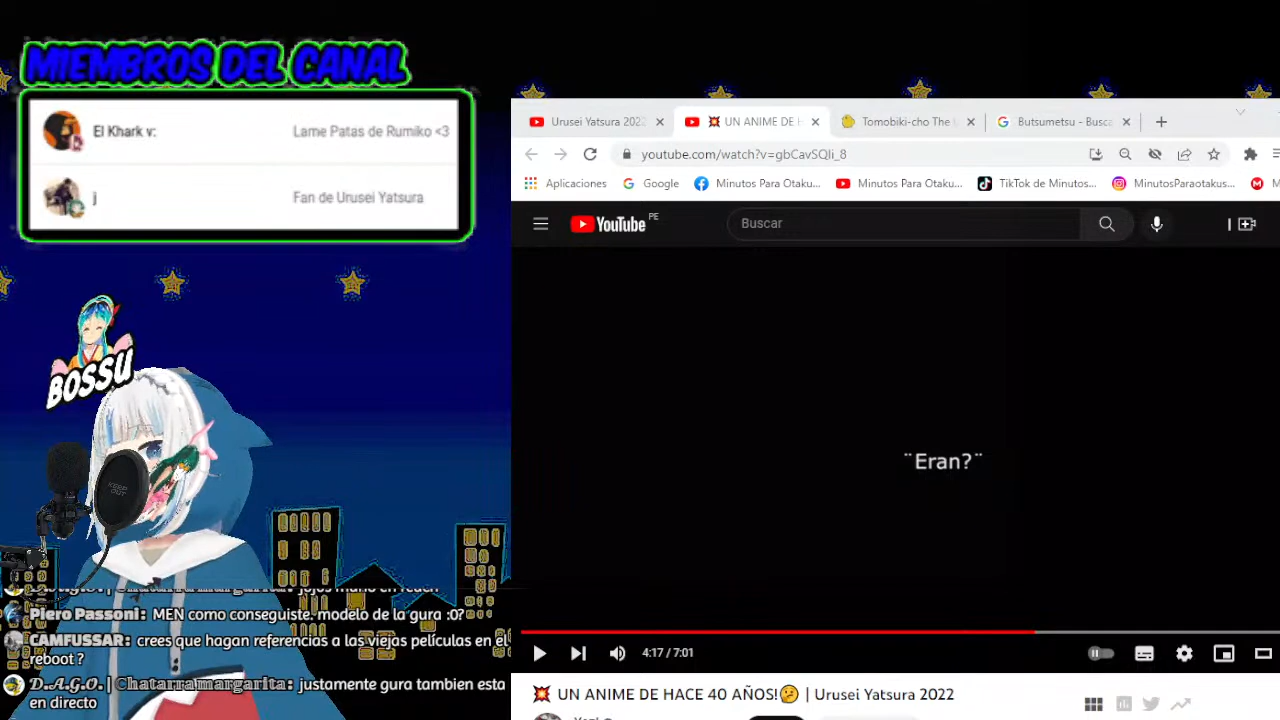 MIEMBROS DEL CANAL
El Khark v: Lame Patas de Rumiko <3
j Fan de Urusei Yatsura
BOSSU
KEEP OUT
Piero Passoni: MEN como conseguiste. modelo de la gura :0?
CAMFUSSAR: crees que hagan referencias a las viejas películas en el
reboot ?
D.A.G.O. | Chatarramargarita: justamente gura tambien esta
en directo
Urusei Yatsura 2022
UN ANIME DE H
Tomobiki-cho The
Butsumetsu - Busca
youtube.com/watch?v=gbCavSQIi_8
Aplicaciones Google Minutos Para Otaku... Minutos Para Otaku... TikTok de Minutos... MinutosParaotakus...
YouTube PE
Buscar
¨Eran?¨
4:17 / 7:01
💥 UN ANIME DE HACE 40 AÑOS!🤔 | Urusei Yatsura 2022